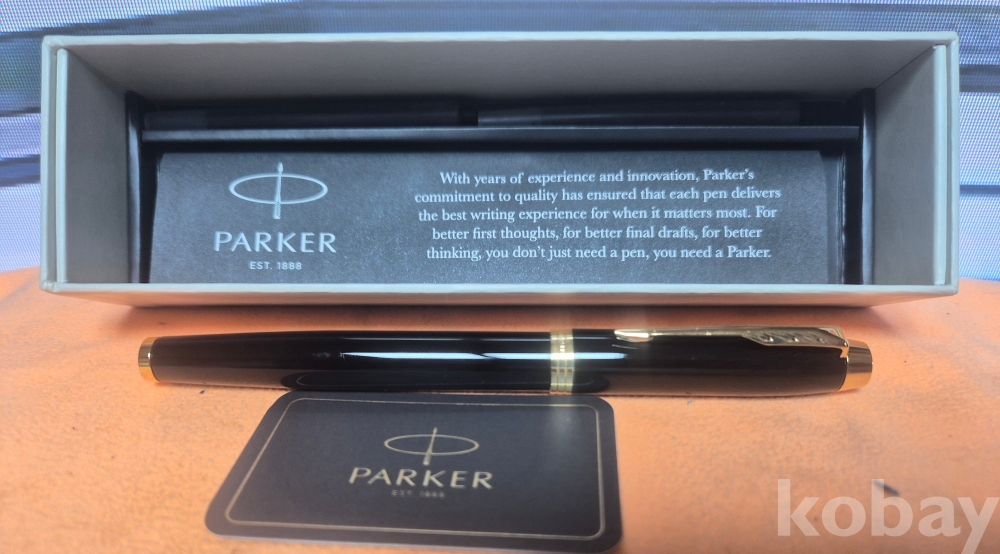 PARKER
EST. 1888
With years of experience and innovation, Parker's
commitment to quality has ensured that each pen delivers
the best writing experience for when it matters most. For
better first thoughts, for better final drafts, for better
thinking, you don't just need a pen, you need a Parker.
PARKER
EST. 1888
kobay